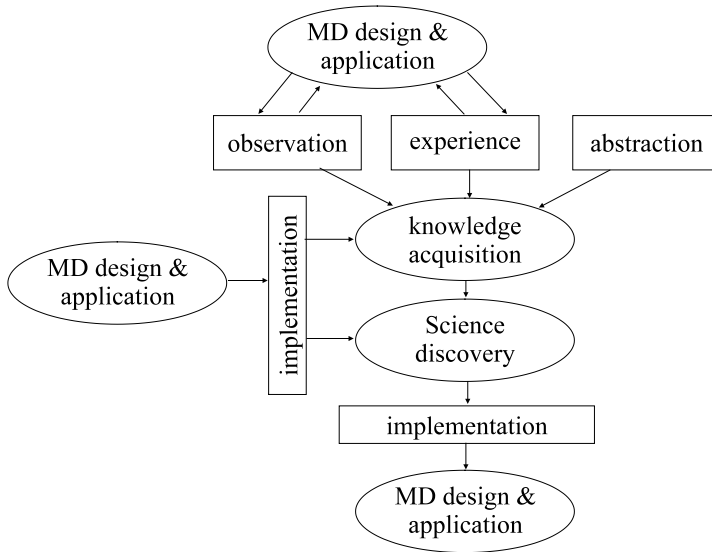 MD design &
application
observation
experience
abstraction
knowledge
acquisition
MD design &
application
implementation
Science
discovery
implementation
MD design &
application